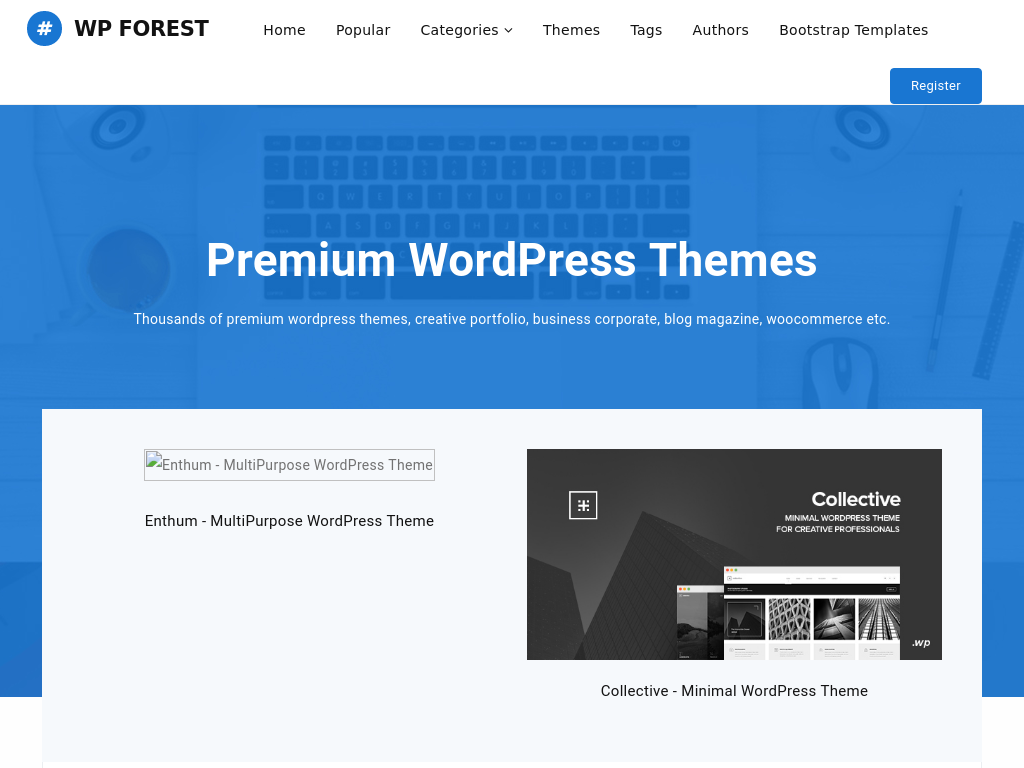 # WP FOREST
Home Popular Categories Themes Tags Authors Bootstrap Templates
Register
Premium WordPress Themes
Thousands of premium wordpress themes, creative portfolio, business corporate, blog magazine, woocommerce etc.
Enthum - MultiPurpose WordPress Theme
Enthum - MultiPurpose WordPress Theme
Collective
MINIMAL WORDPRESS THEME
FOR CREATIVE PROFESSIONALS
.wp
Collective - Minimal WordPress Theme